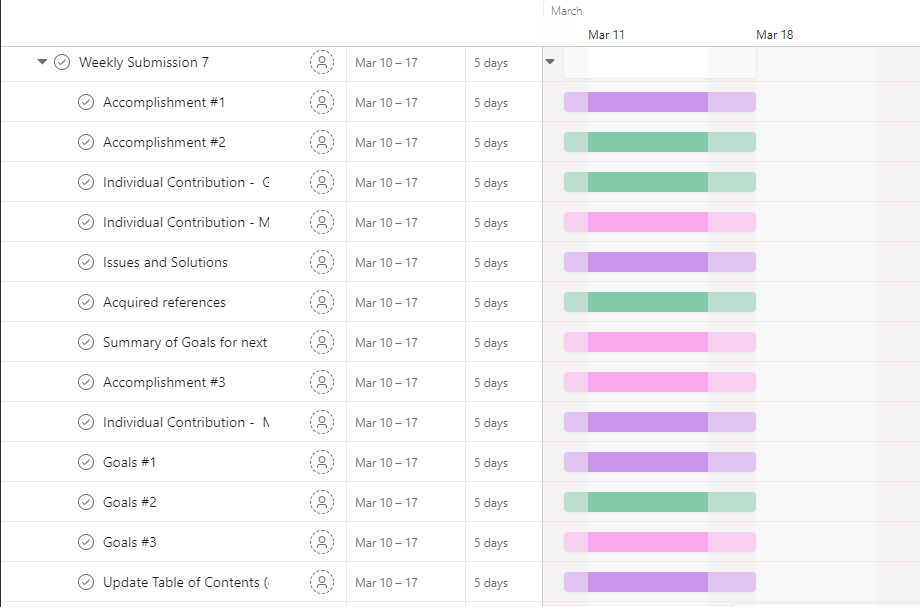 March
Mar 11 Mar 18
Weekly Submission 7 Mar 10 – 17 5 days
Accomplishment #1 Mar 10 – 17 5 days
Accomplishment #2 Mar 10 – 17 5 days
Individual Contribution - G Mar 10 – 17 5 days
Individual Contribution - M Mar 10 – 17 5 days
Issues and Solutions Mar 10 – 17 5 days
Acquired references Mar 10 – 17 5 days
Summary of Goals for next Mar 10 – 17 5 days
Accomplishment #3 Mar 10 – 17 5 days
Individual Contribution - Mar 10 – 17 5 days
Goals #1 Mar 10 – 17 5 days
Goals #2 Mar 10 – 17 5 days
Goals #3 Mar 10 – 17 5 days
Update Table of Contents ( Mar 10 – 17 5 days